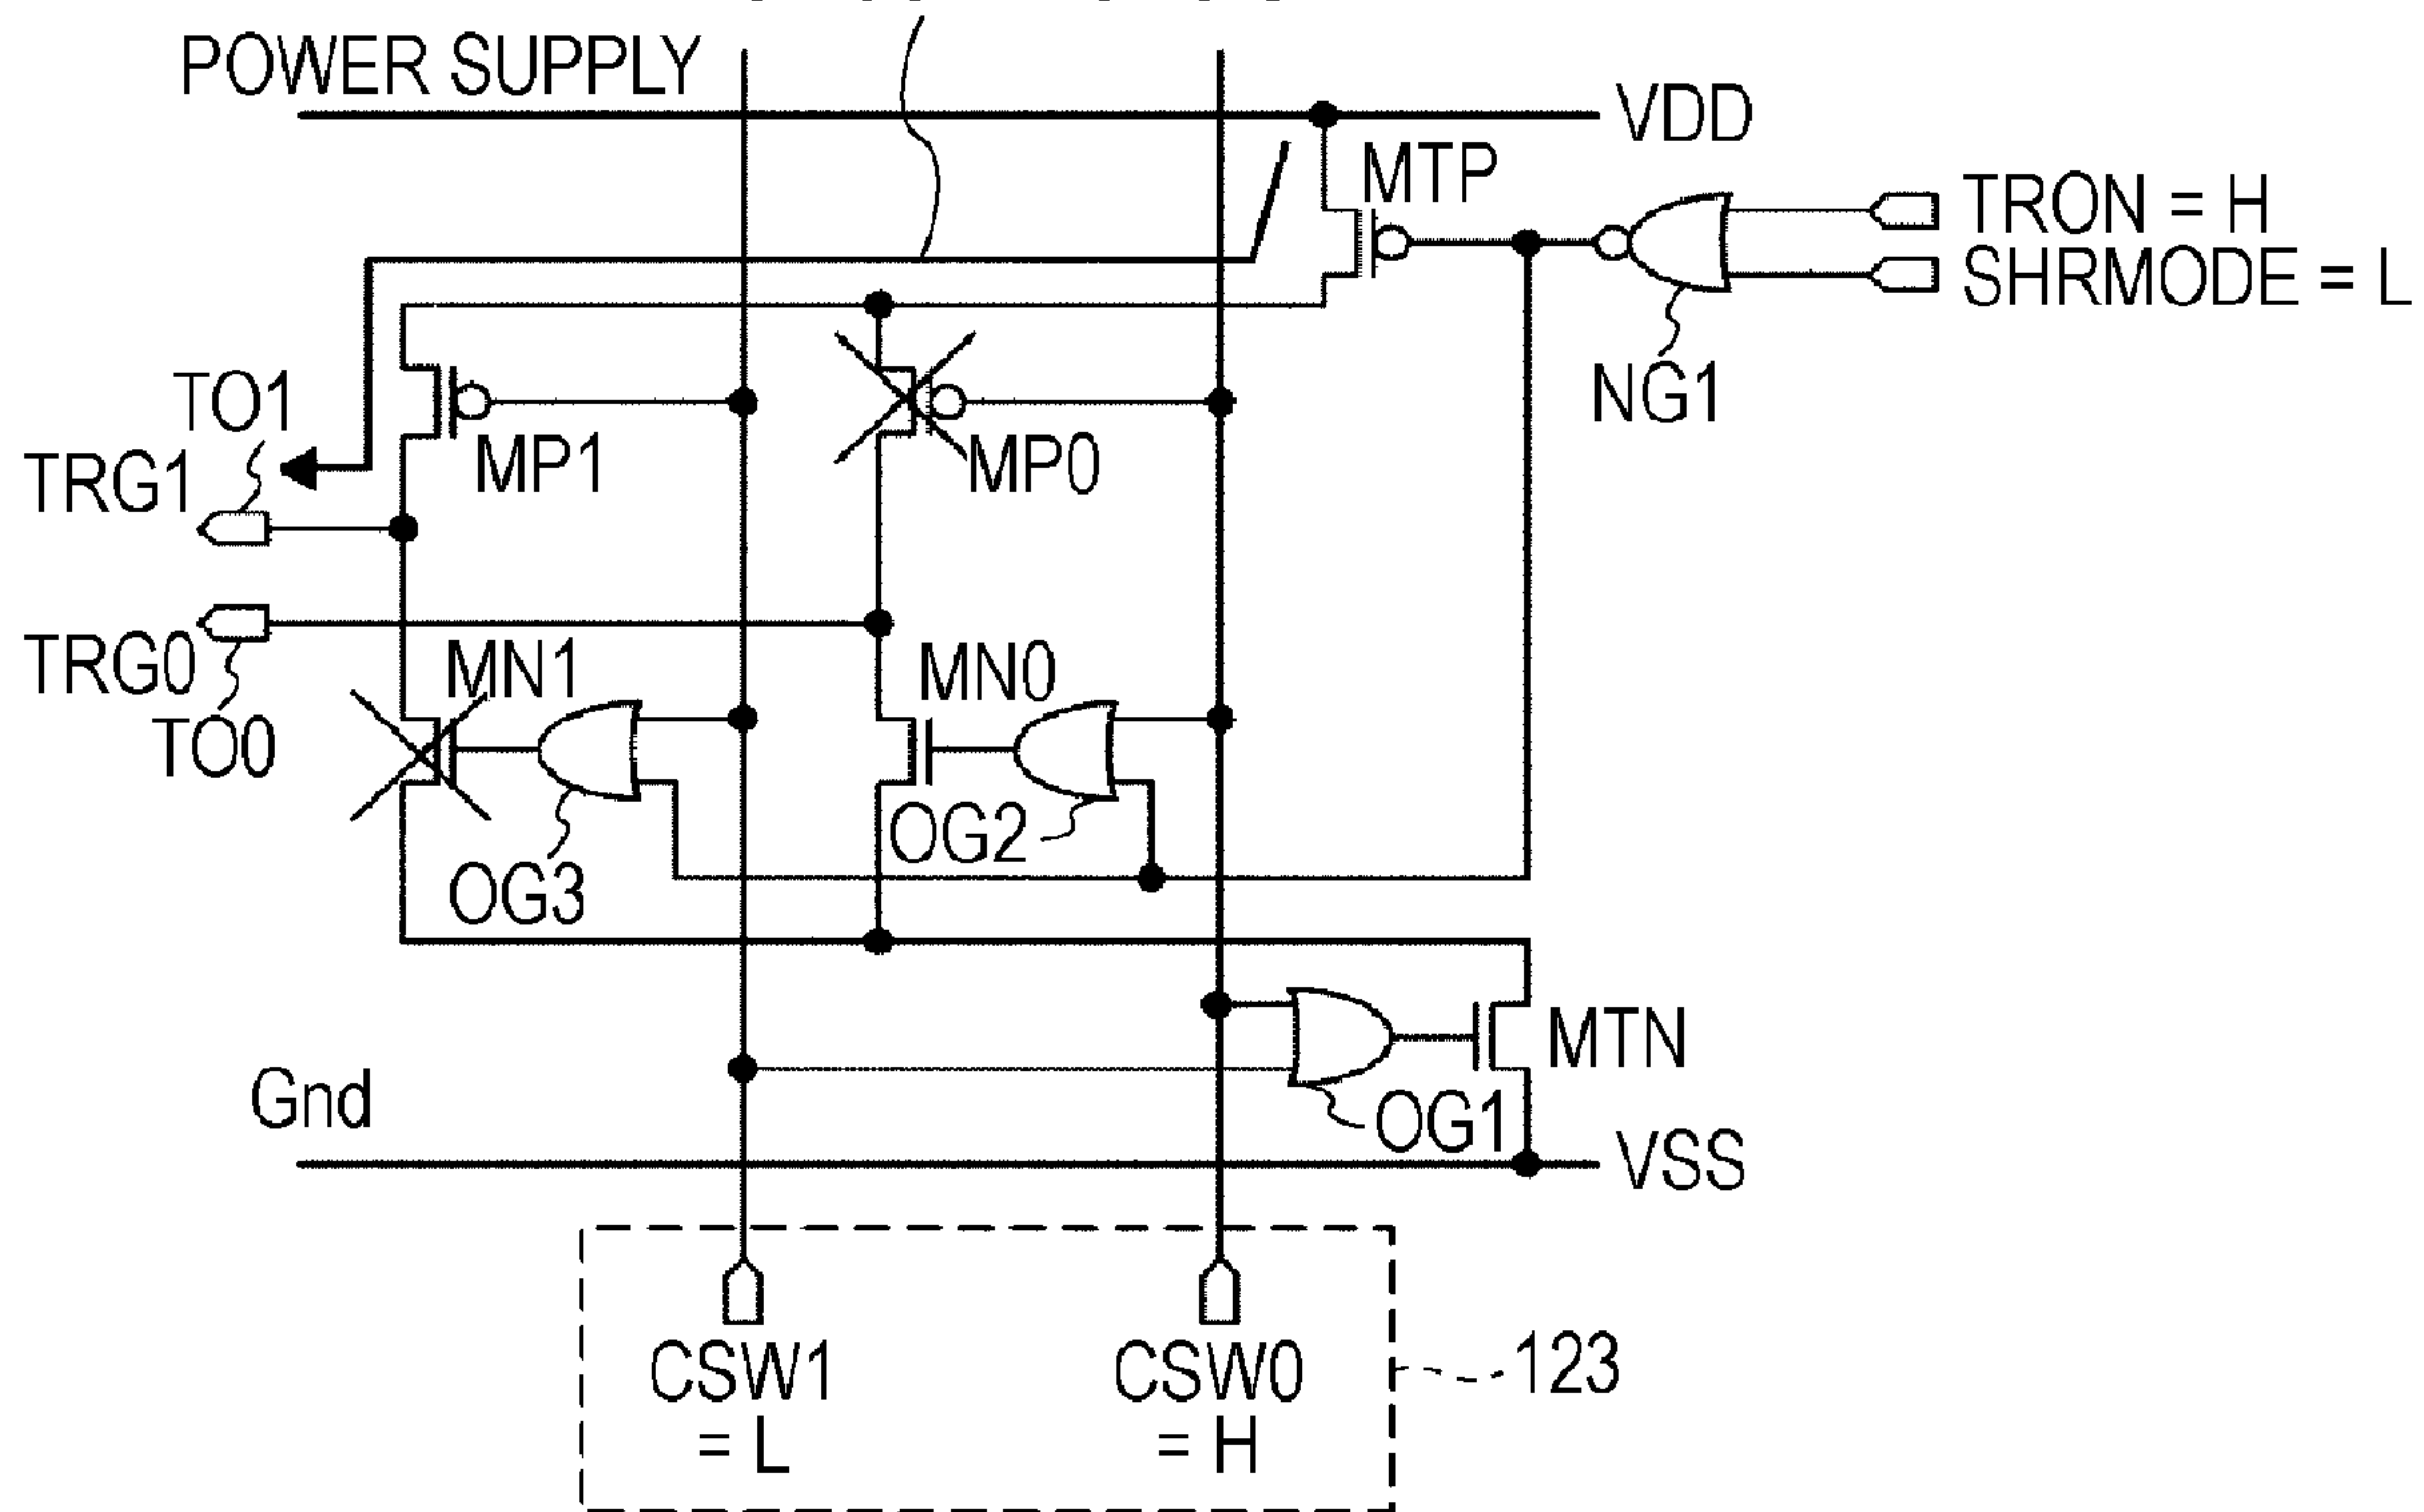 POWER SUPPLY
VDD
MTP
TRON = H
SHRMODE = L
NG1
TO1
TRG1
MP1
MP0
TRG0
TO0
MN1
MN0
OG3
OG2
MTN
OG1
Gnd
VSS
CSW1
= L
CSW0
= H
123